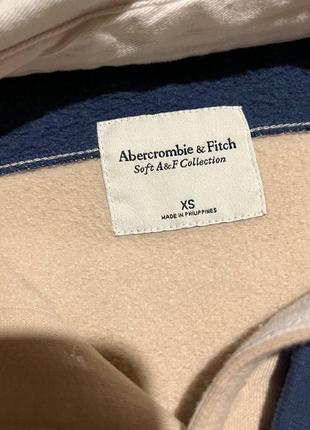 Abercrombie & Fitch
Soft A&F Collection
XS
MADE IN PHILIPPINES